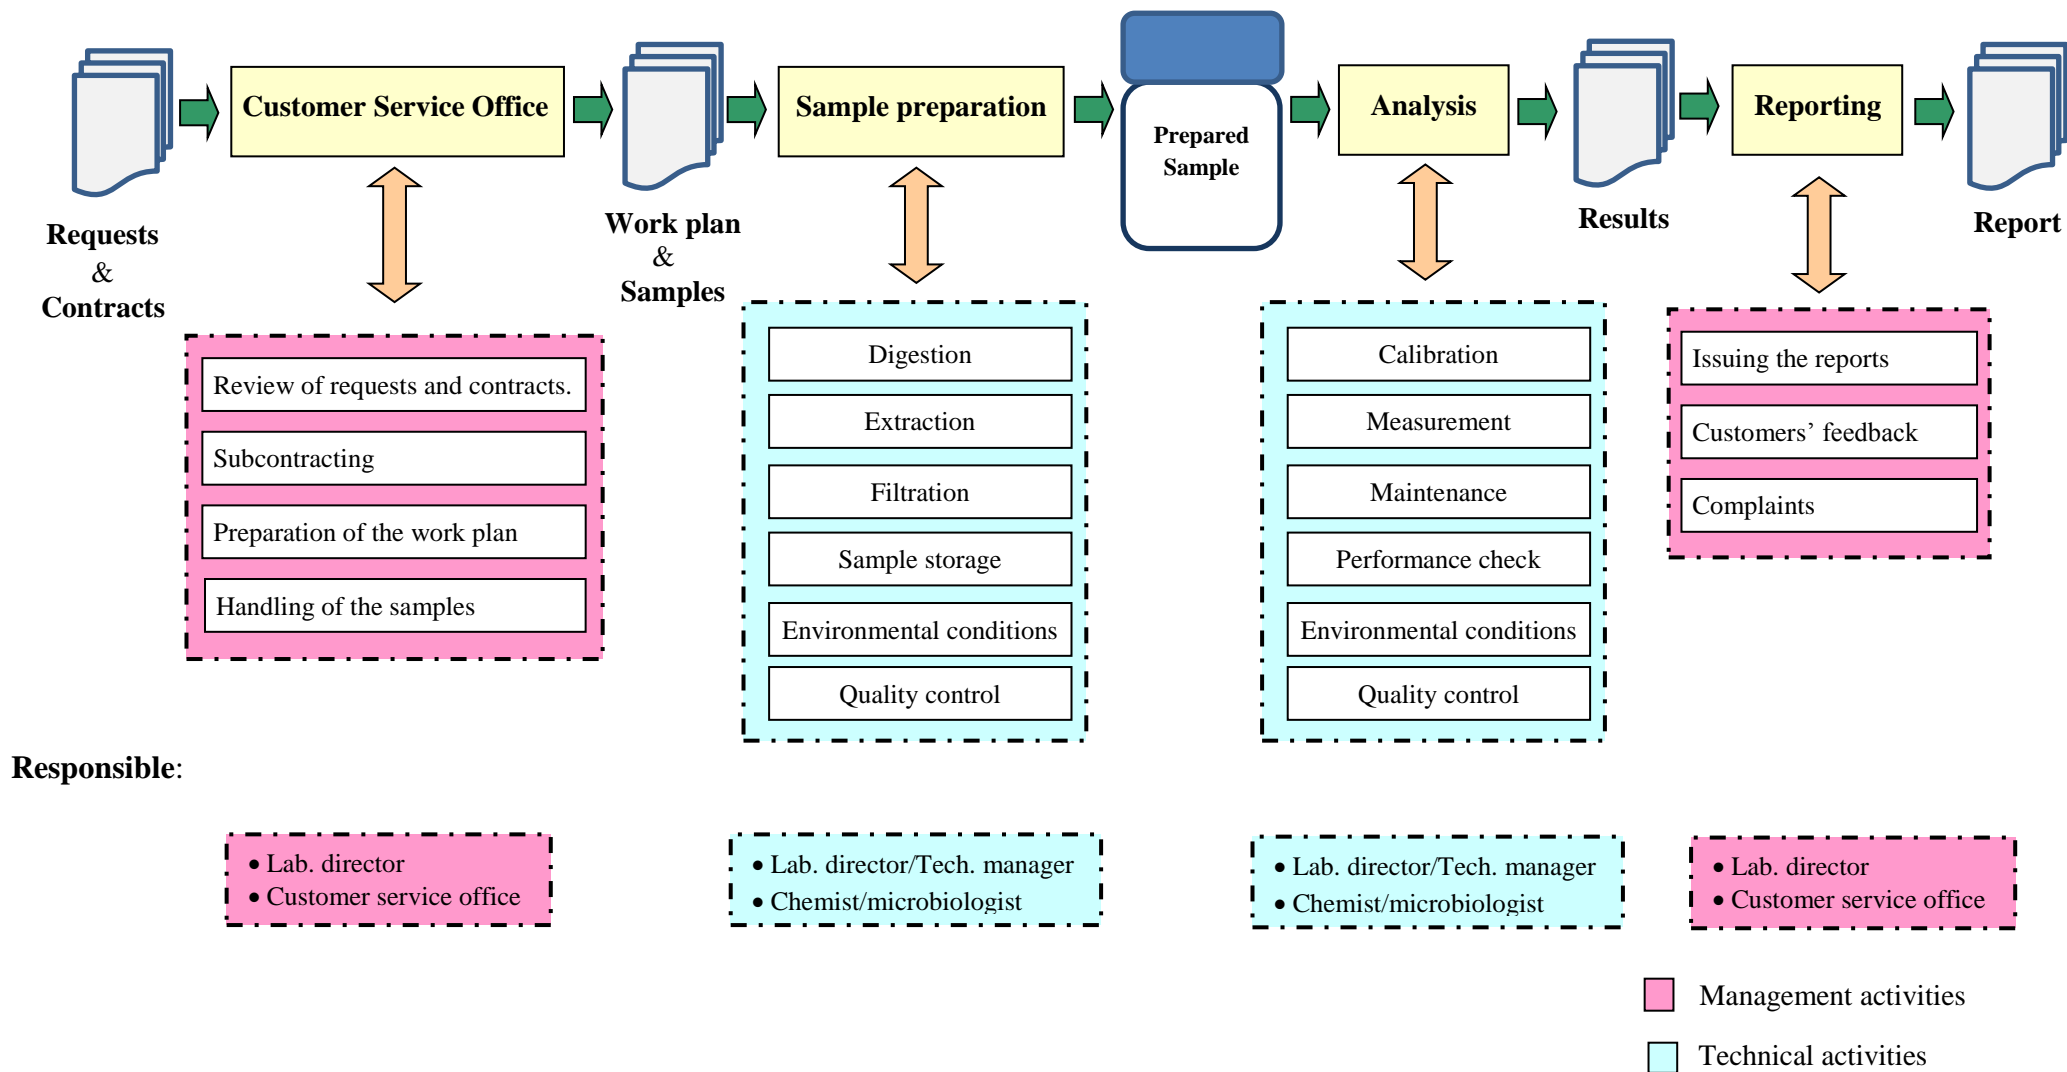 Customer Service Office
Sample preparation
Analysis
Reporting
Prepared
Sample
Requests
&
Contracts
Work plan
&
Samples
Results
Report
Review of requests and contracts.
Subcontracting
Preparation of the work plan
Handling of the samples
Digestion
Extraction
Filtration
Sample storage
Environmental conditions
Quality control
Calibration
Measurement
Maintenance
Performance check
Environmental conditions
Quality control
Issuing the reports
Customers’ feedback
Complaints
Responsible:
• Lab. director
• Customer service office
• Lab. director/Tech. manager
• Chemist/microbiologist
• Lab. director/Tech. manager
• Chemist/microbiologist
• Lab. director
• Customer service office
Management activities
Technical activities